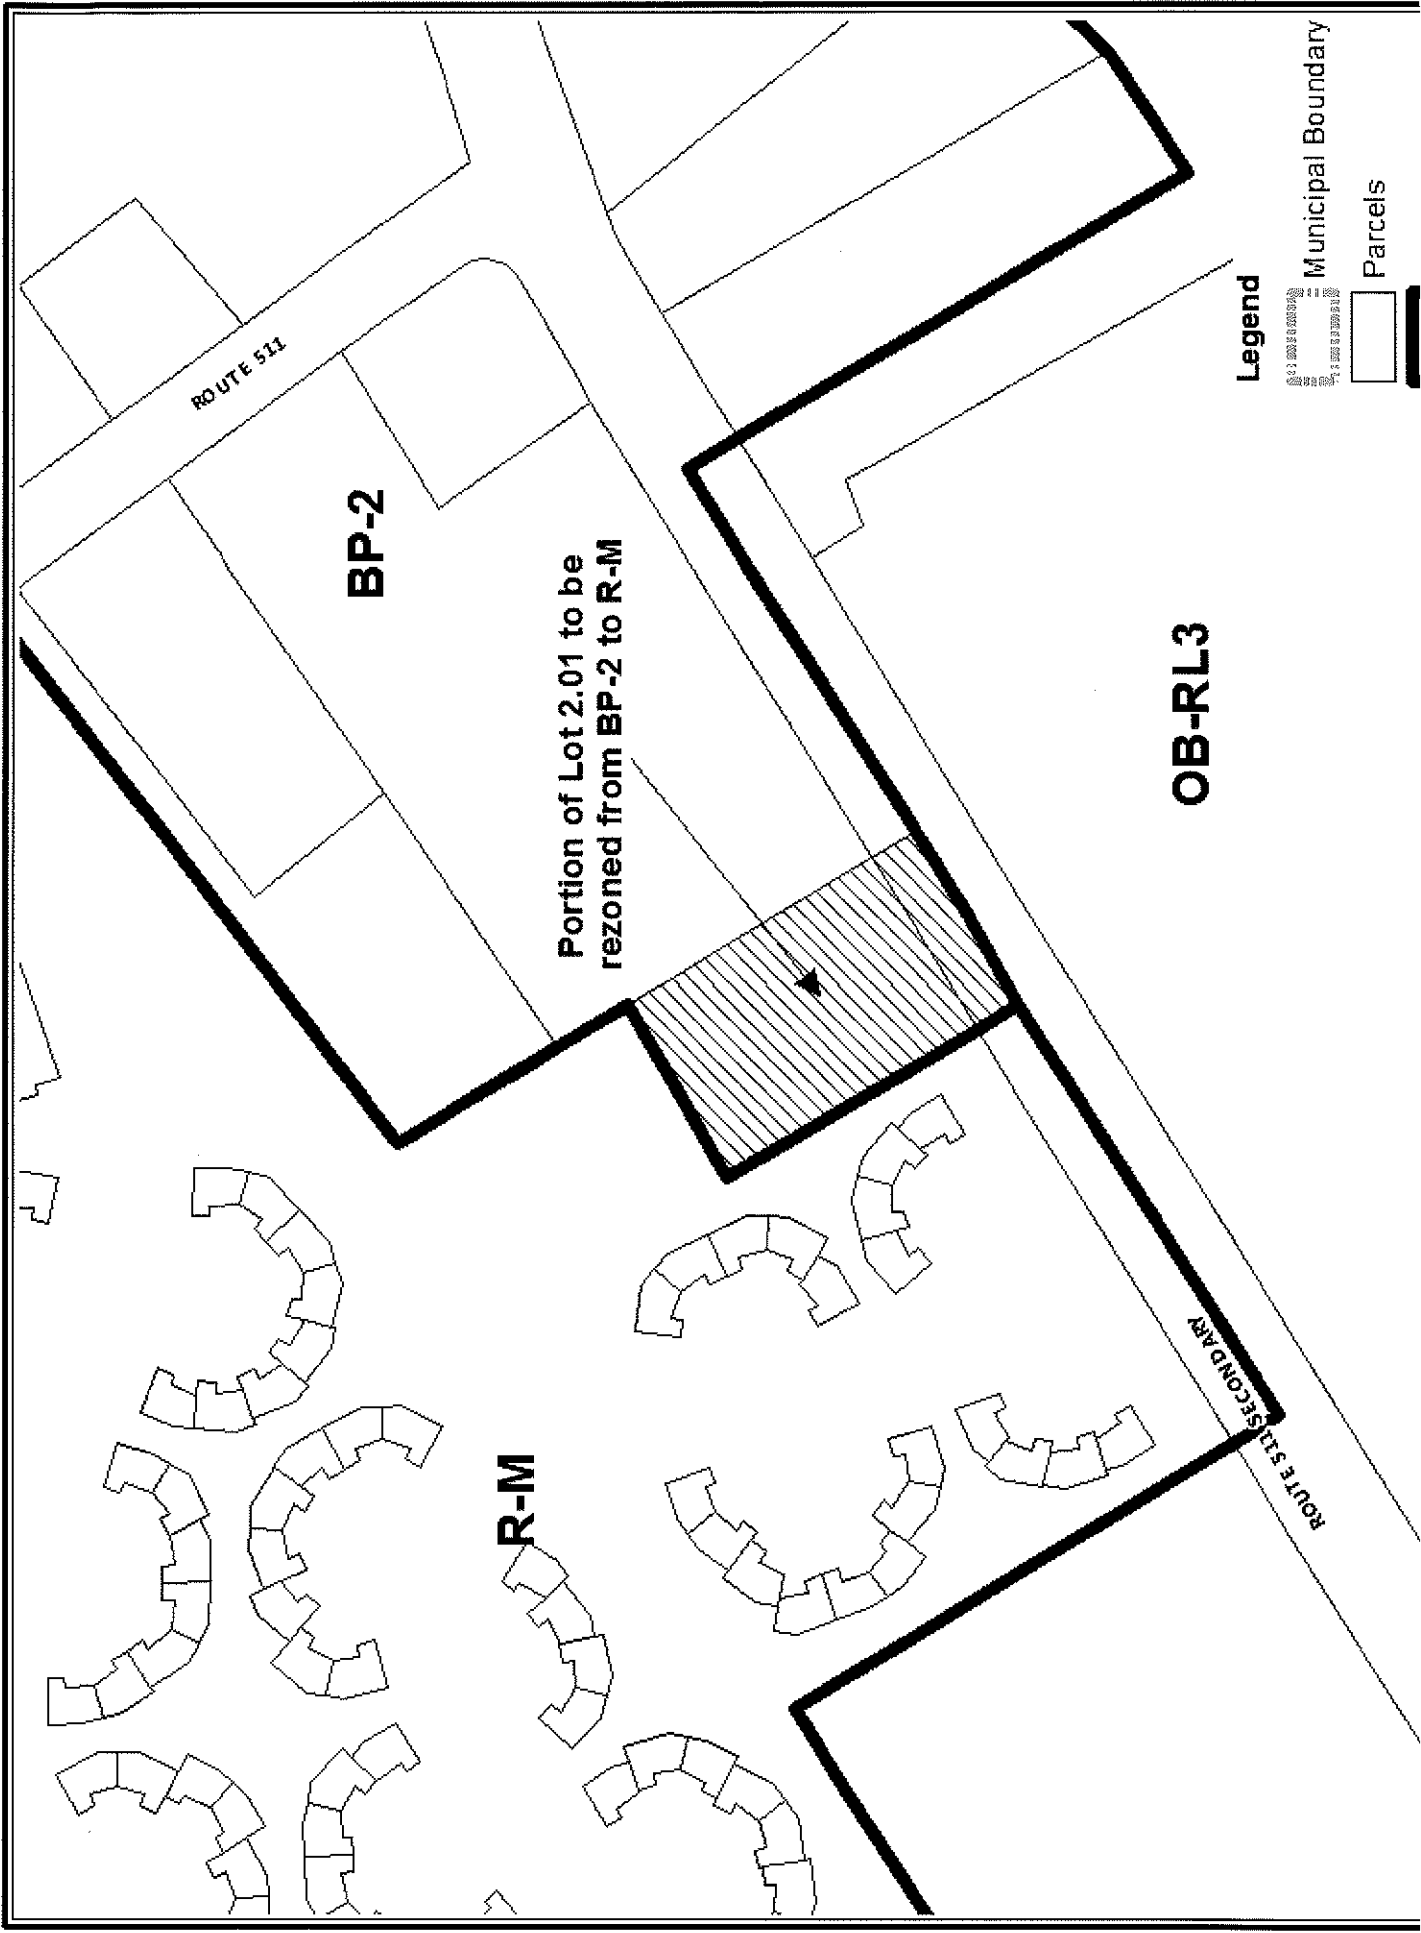 ROUTE 511
BP-2
Portion of Lot 2.01 to be
rezoned from BP-2 to R-M
R-M
OB-RL3
ROUTE 511 SECONDARY
Legend
Municipal Boundary
Parcels